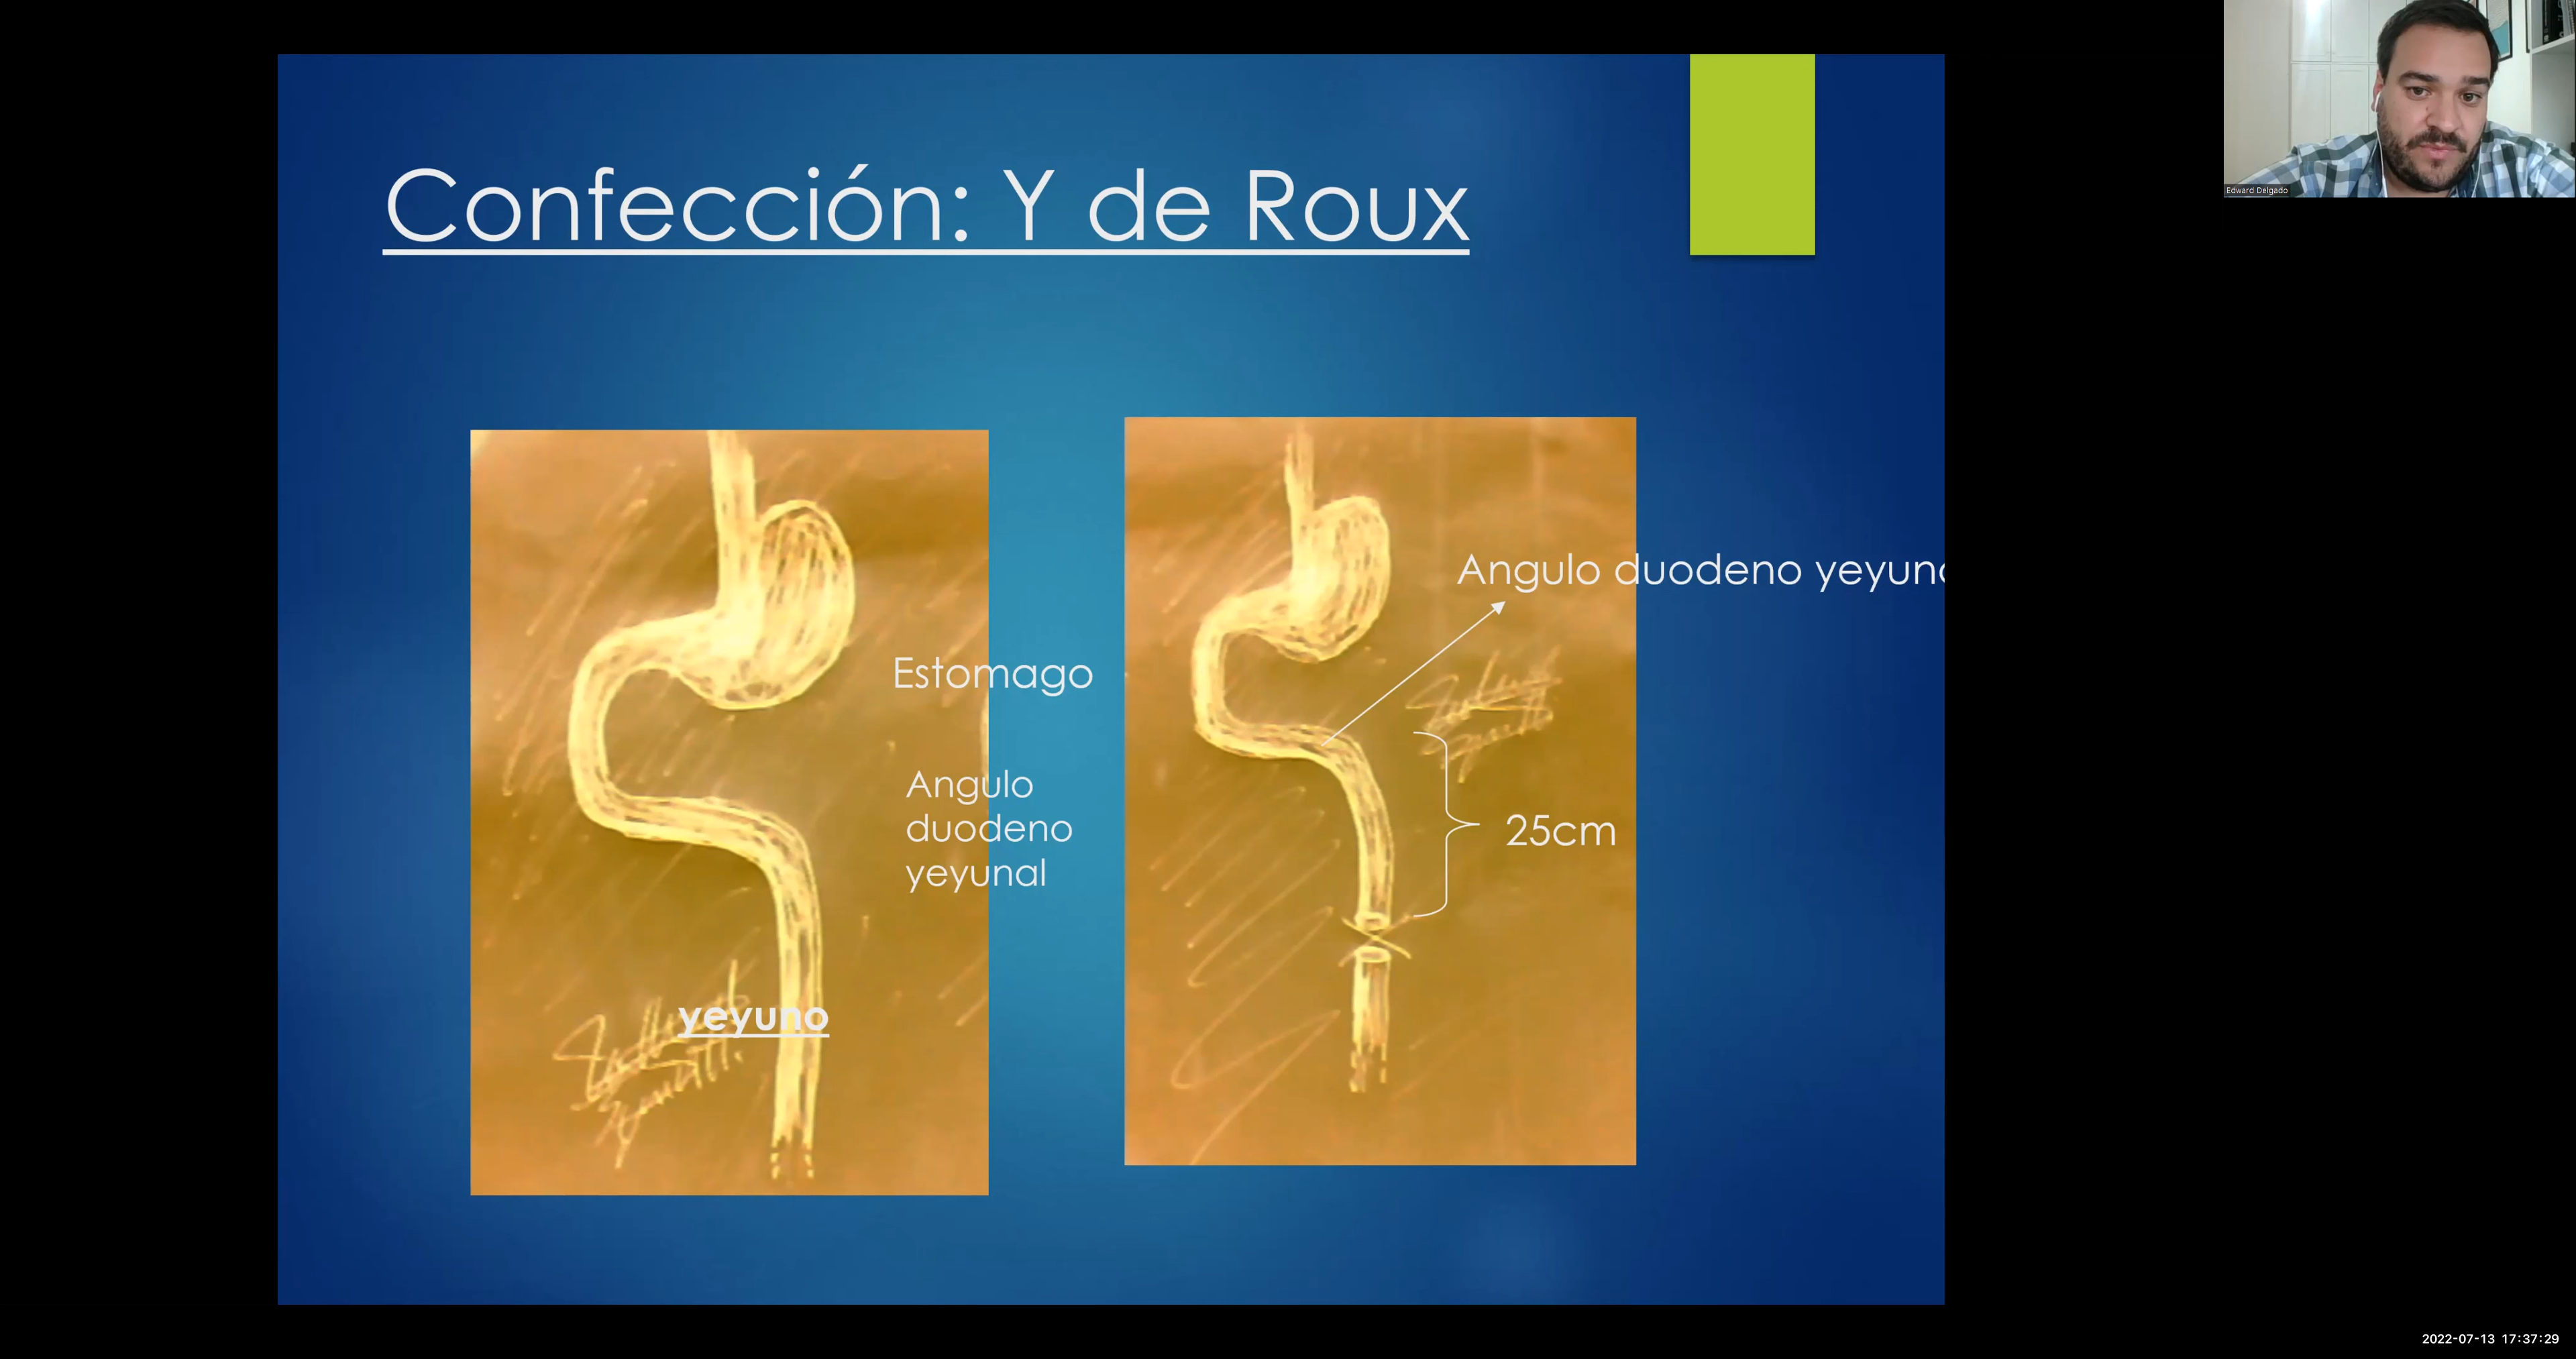 Confección: Y de Roux
Estomago
Angulo
duodeno
yeyunal
yeyuno
Angulo duodeno yeyuno
25cm
Edward Delgado
2022-07-13 17:37:29